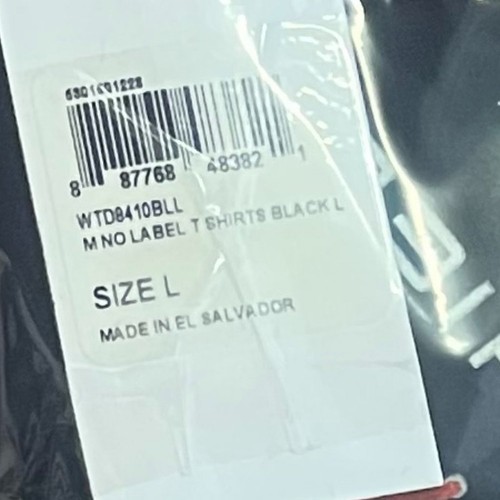 8 87768 48382 1
WTD8410BLL
M NO LABEL T SHIRTS BLACK L
SIZE L
MADE IN EL SALVADOR